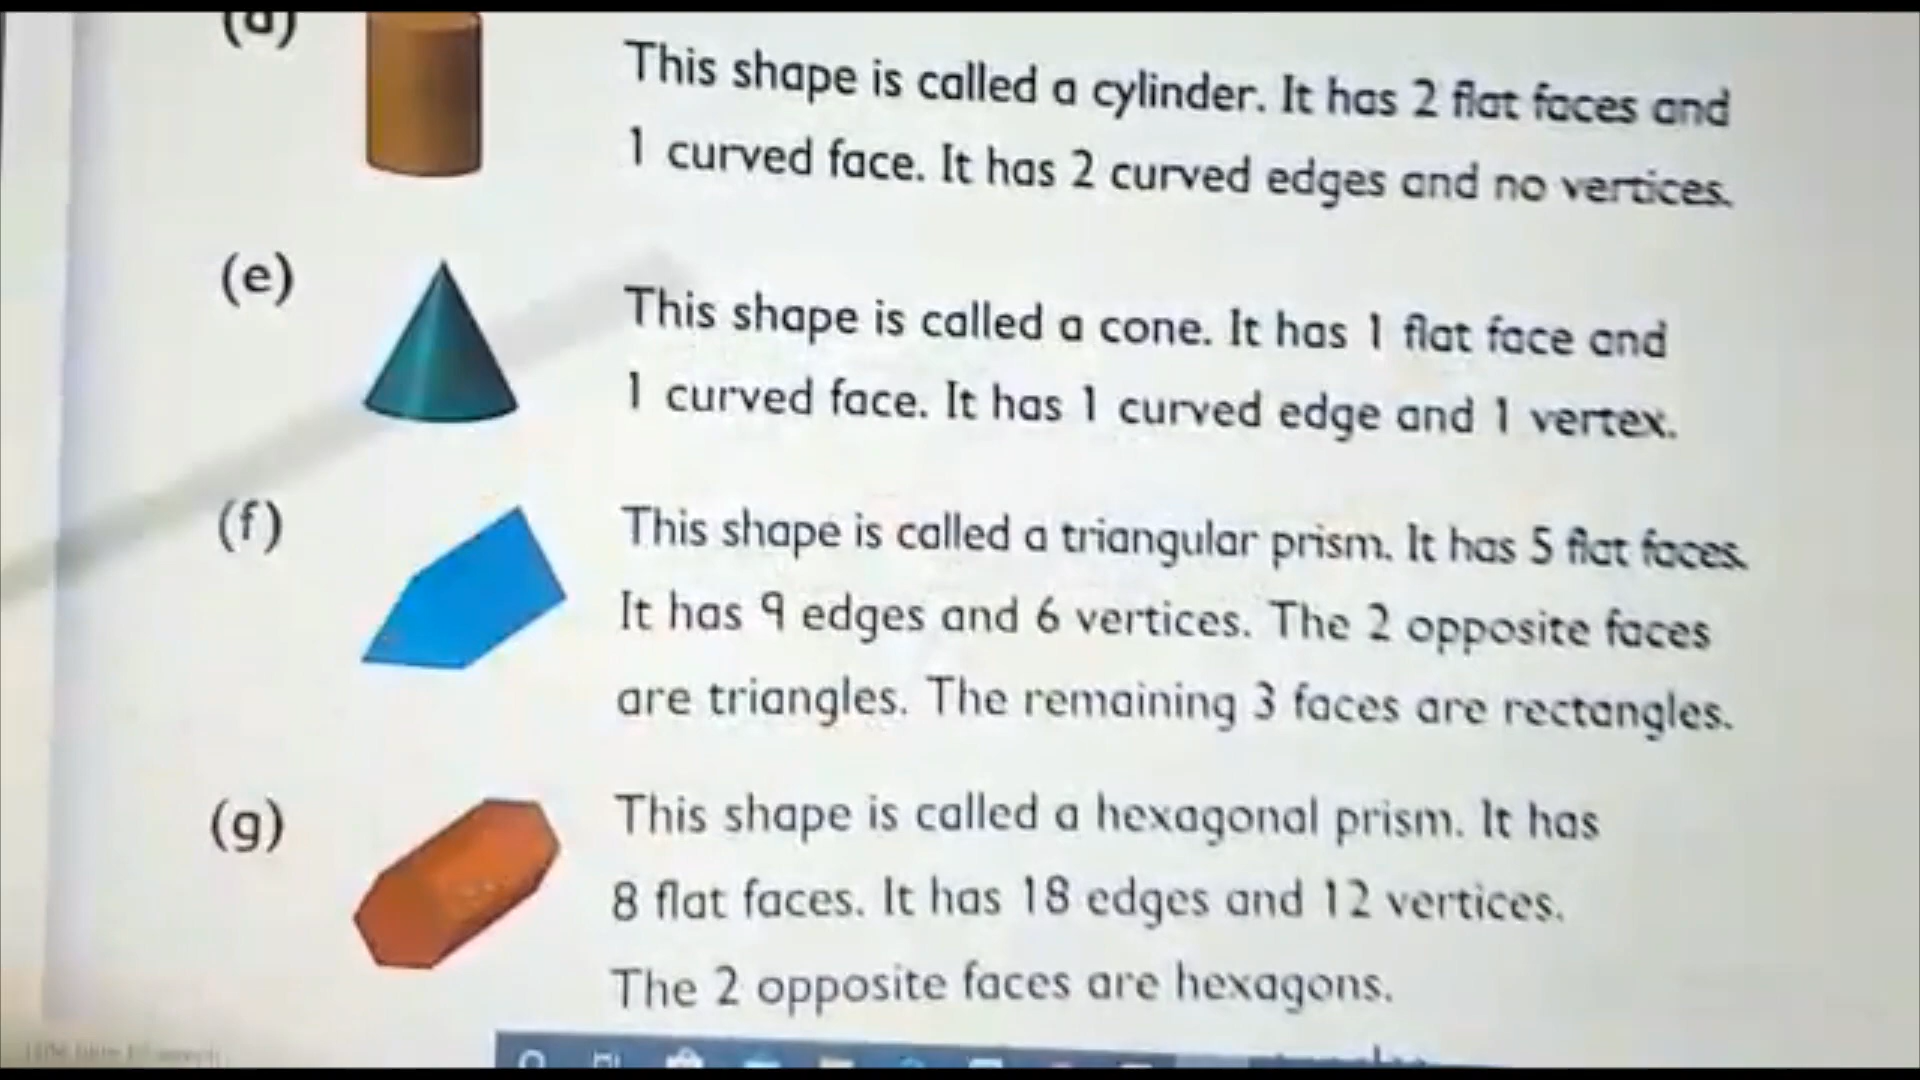 (d)
This shape is called a cylinder. It has 2 flat faces and
1 curved face. It has 2 curved edges and no vertices.
(e)
This shape is called a cone. It has 1 flat face and
1 curved face. It has 1 curved edge and 1 vertex.
(f)
This shape is called a triangular prism. It has 5 flat faces.
It has 9 edges and 6 vertices. The 2 opposite faces
are triangles. The remaining 3 faces are rectangles.
(g)
This shape is called a hexagonal prism. It has
8 flat faces. It has 18 edges and 12 vertices.
The 2 opposite faces are hexagons.